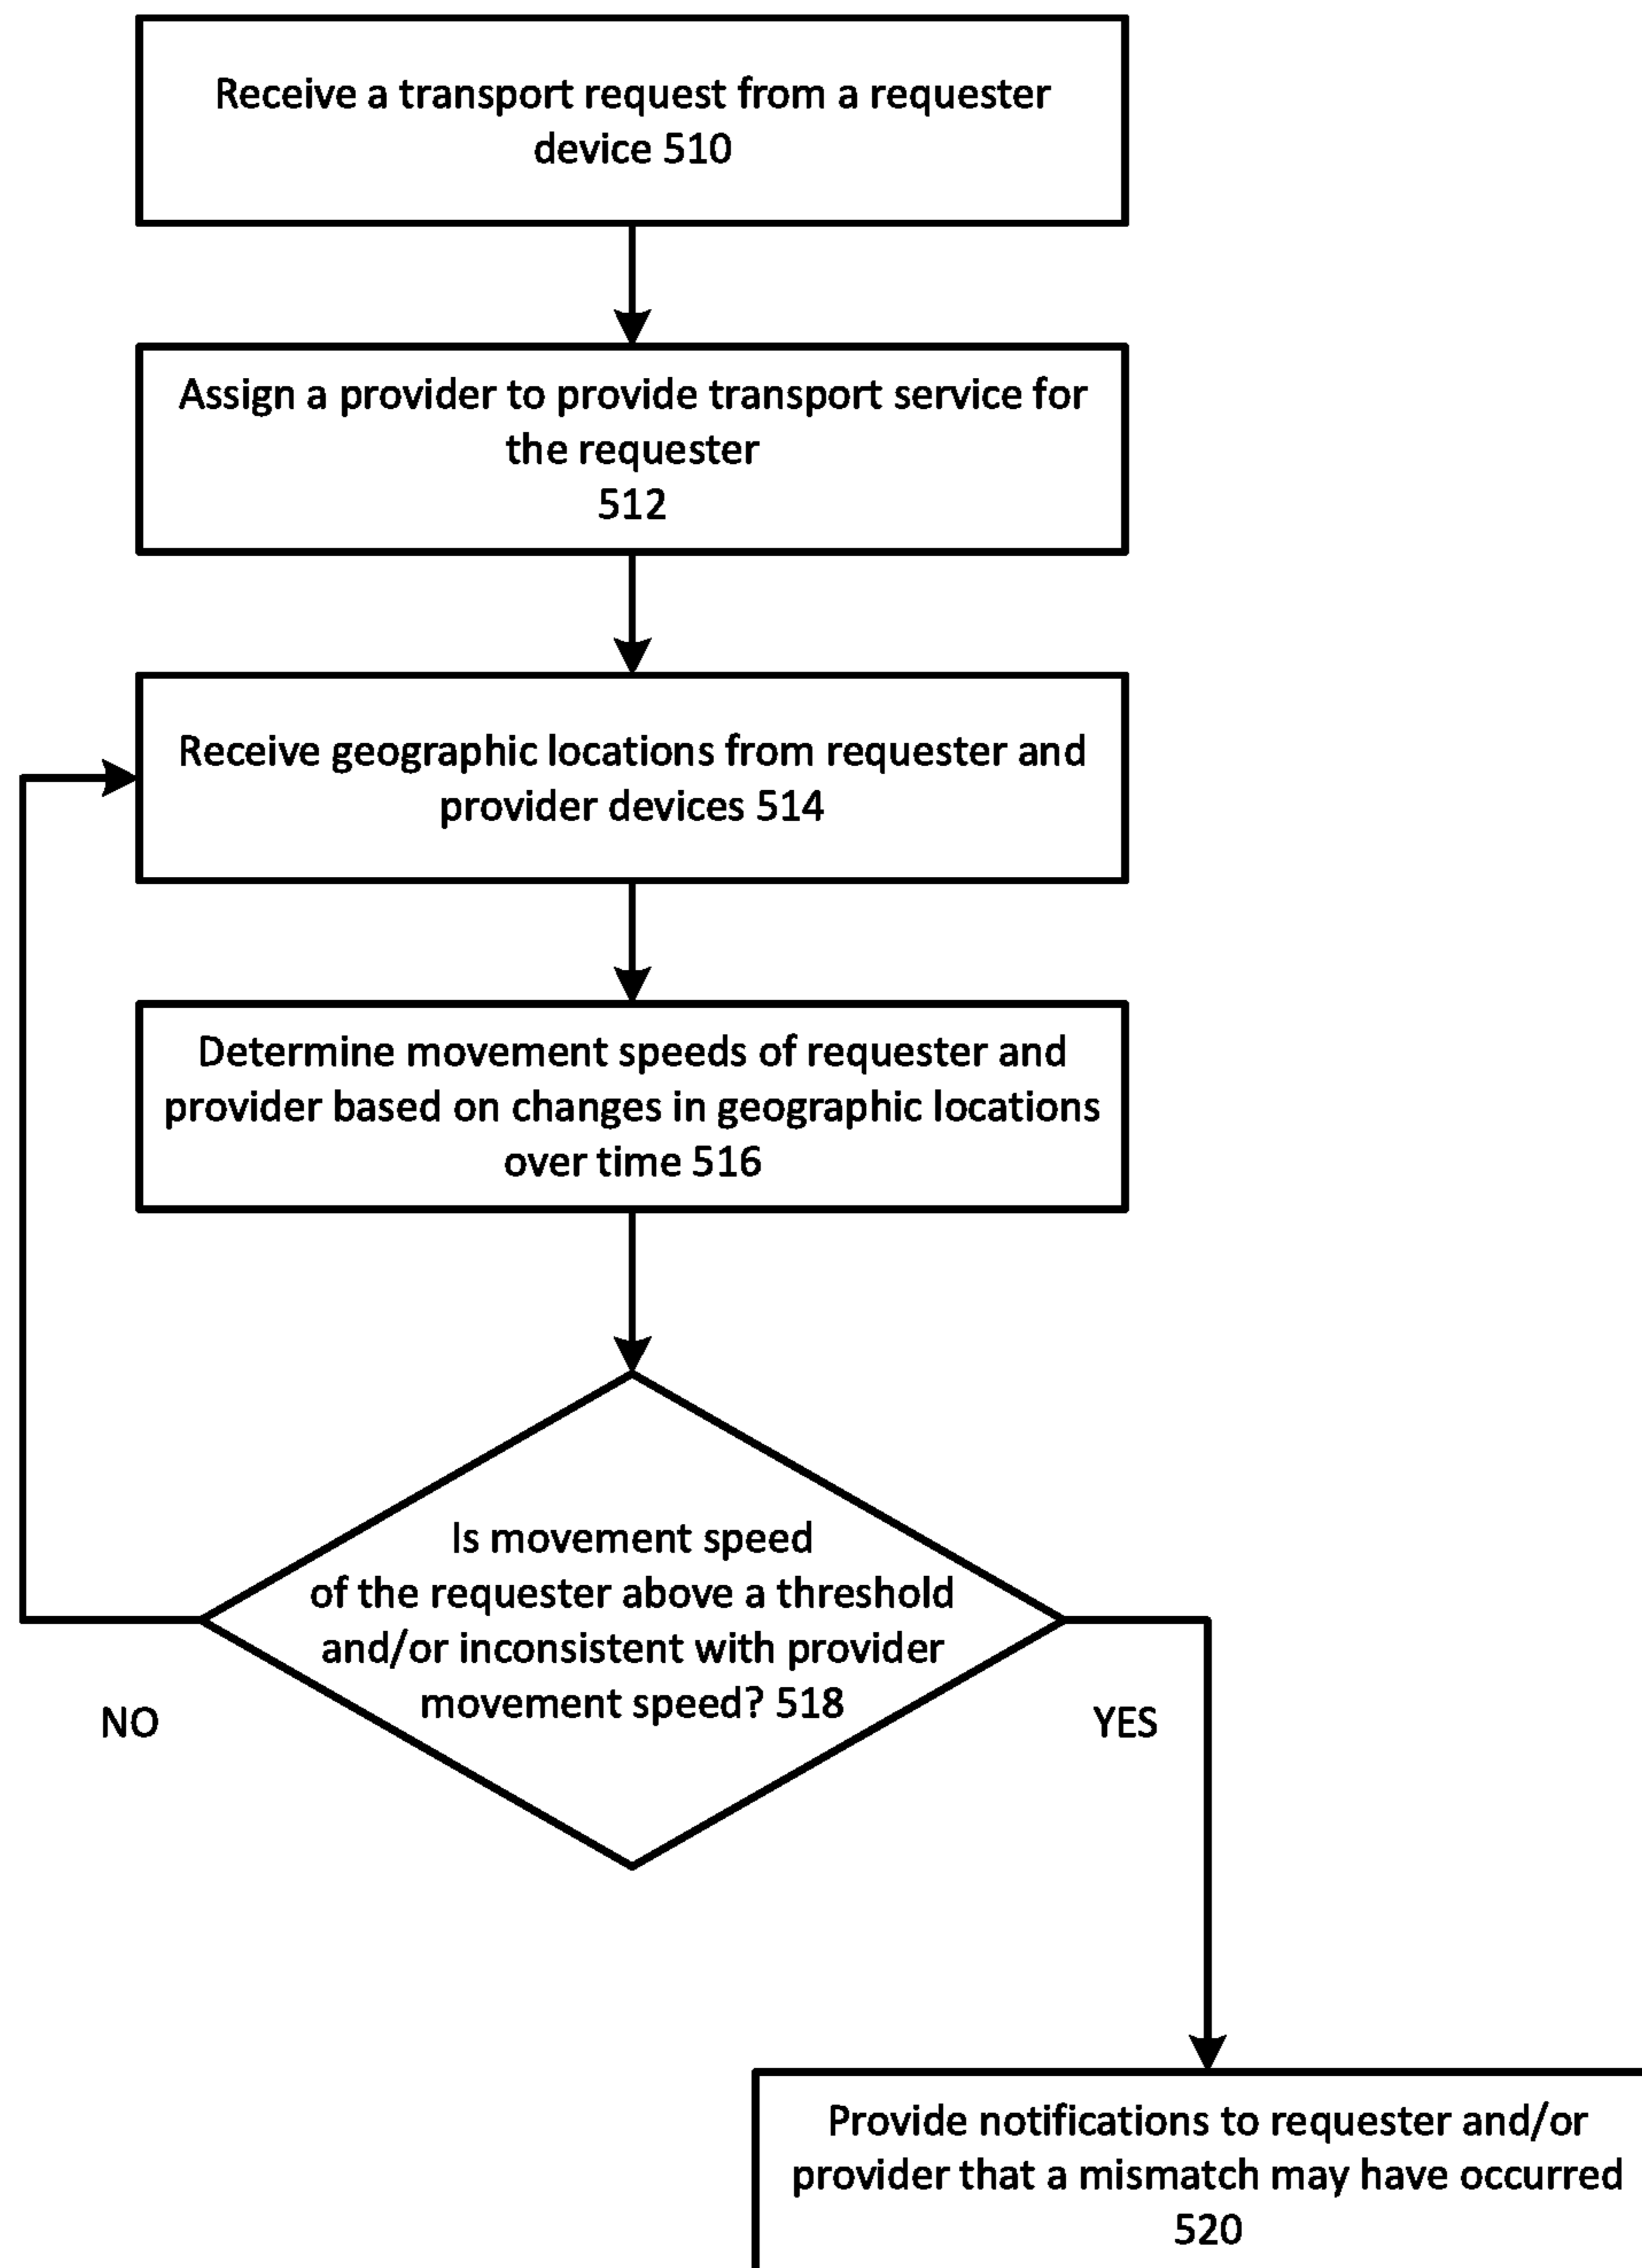 Receive a transport request from a requester
device 510
Assign a provider to provide transport service for
the requester
512
Receive geographic locations from requester and
provider devices 514
Determine movement speeds of requester and
provider based on changes in geographic locations
over time 516
Is movement speed
of the requester above a threshold
and/or inconsistent with provider
movement speed? 518
NO
YES
Provide notifications to requester and/or
provider that a mismatch may have occurred
520